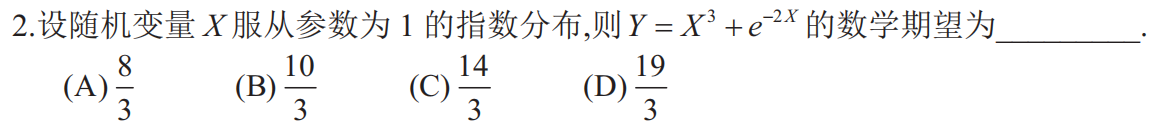 2.设随机变量 X 服从参数为 1 的指数分布,则 Y = X³ + e⁻²ˣ 的数学期望为_________.
(A) 8/3 (B) 10/3 (C) 14/3 (D) 19/3